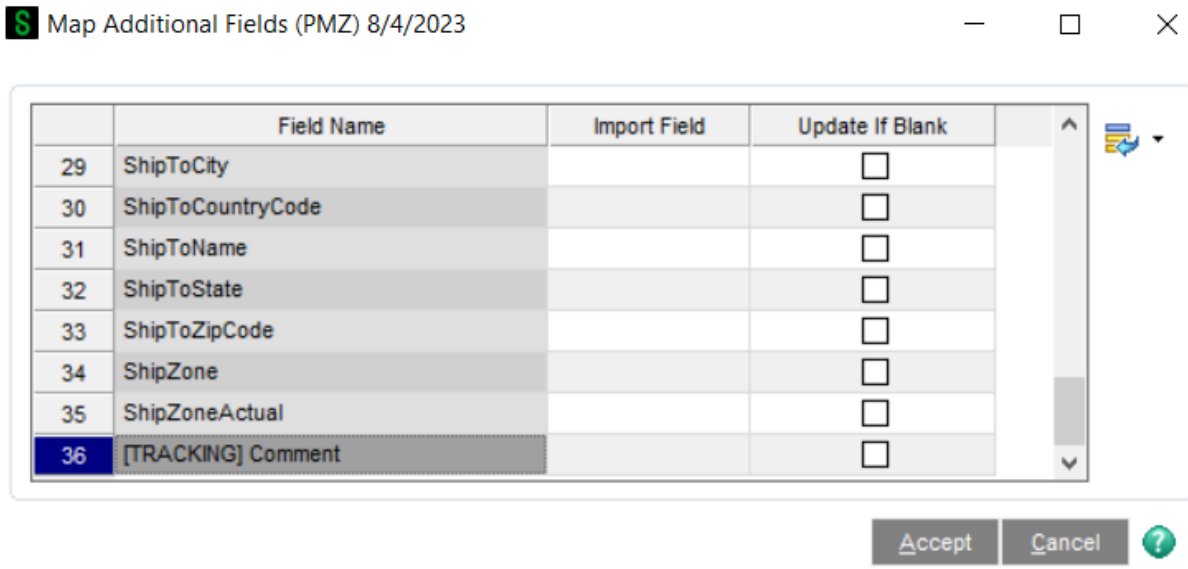 S Map Additional Fields (PMZ) 8/4/2023
Field Name Import Field Update If Blank
29 ShipToCity
30 ShipToCountryCode
31 ShipToName
32 ShipToState
33 ShipToZipCode
34 ShipZone
35 ShipZoneActual
36 [TRACKING] Comment
Accept Cancel ?